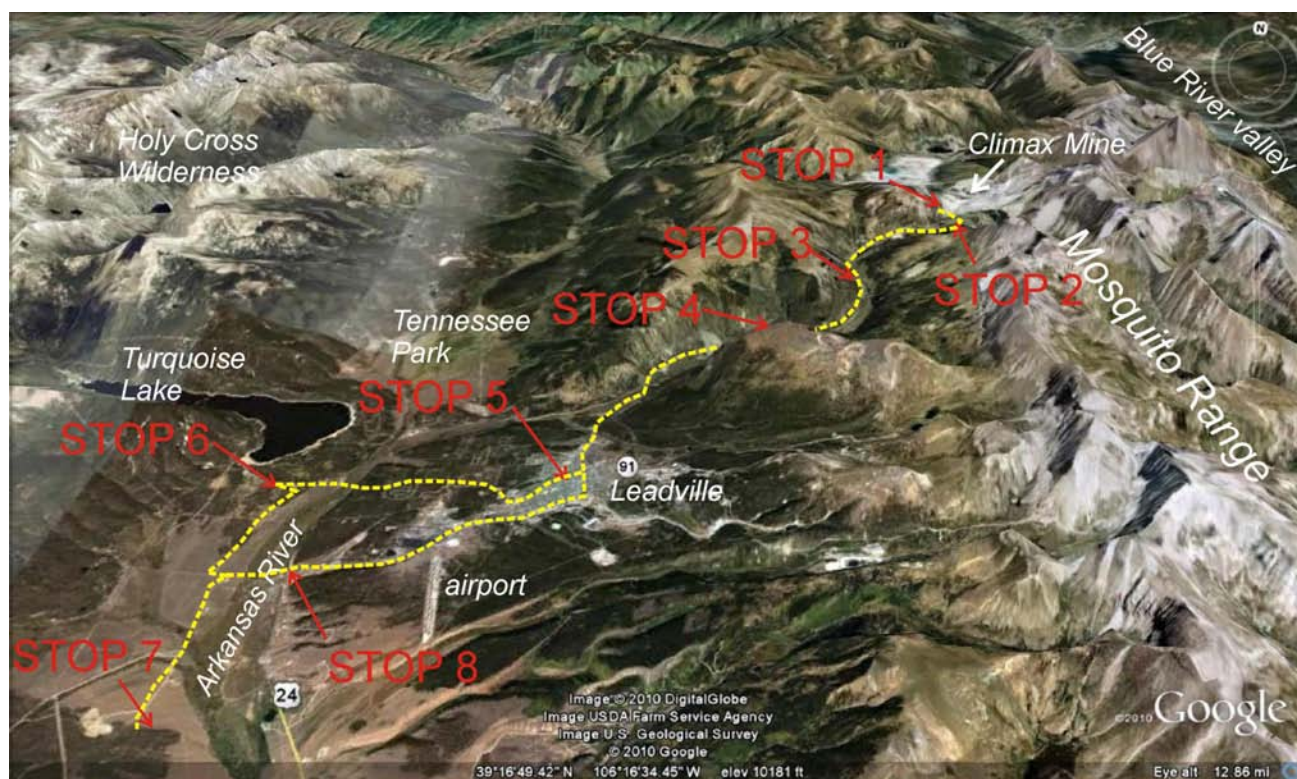 N
Blue River valley
Holy Cross
Wilderness
Climax Mine
STOP 1
STOP 3
STOP 2
Mosquito Range
STOP 4
Tennessee
Park
Turquoise
Lake
STOP 5
STOP 6
91
Leadville
Arkansas River
airport
STOP 7
STOP 8
24
Image © 2010 DigitalGlobe
Image USDA Farm Service Agency
Image U.S. Geological Survey
© 2010 Google
©2010 Google
39°16'49.42" N 106°16'34.45" W elev 10181 ft
Eye alt 12.86 mi